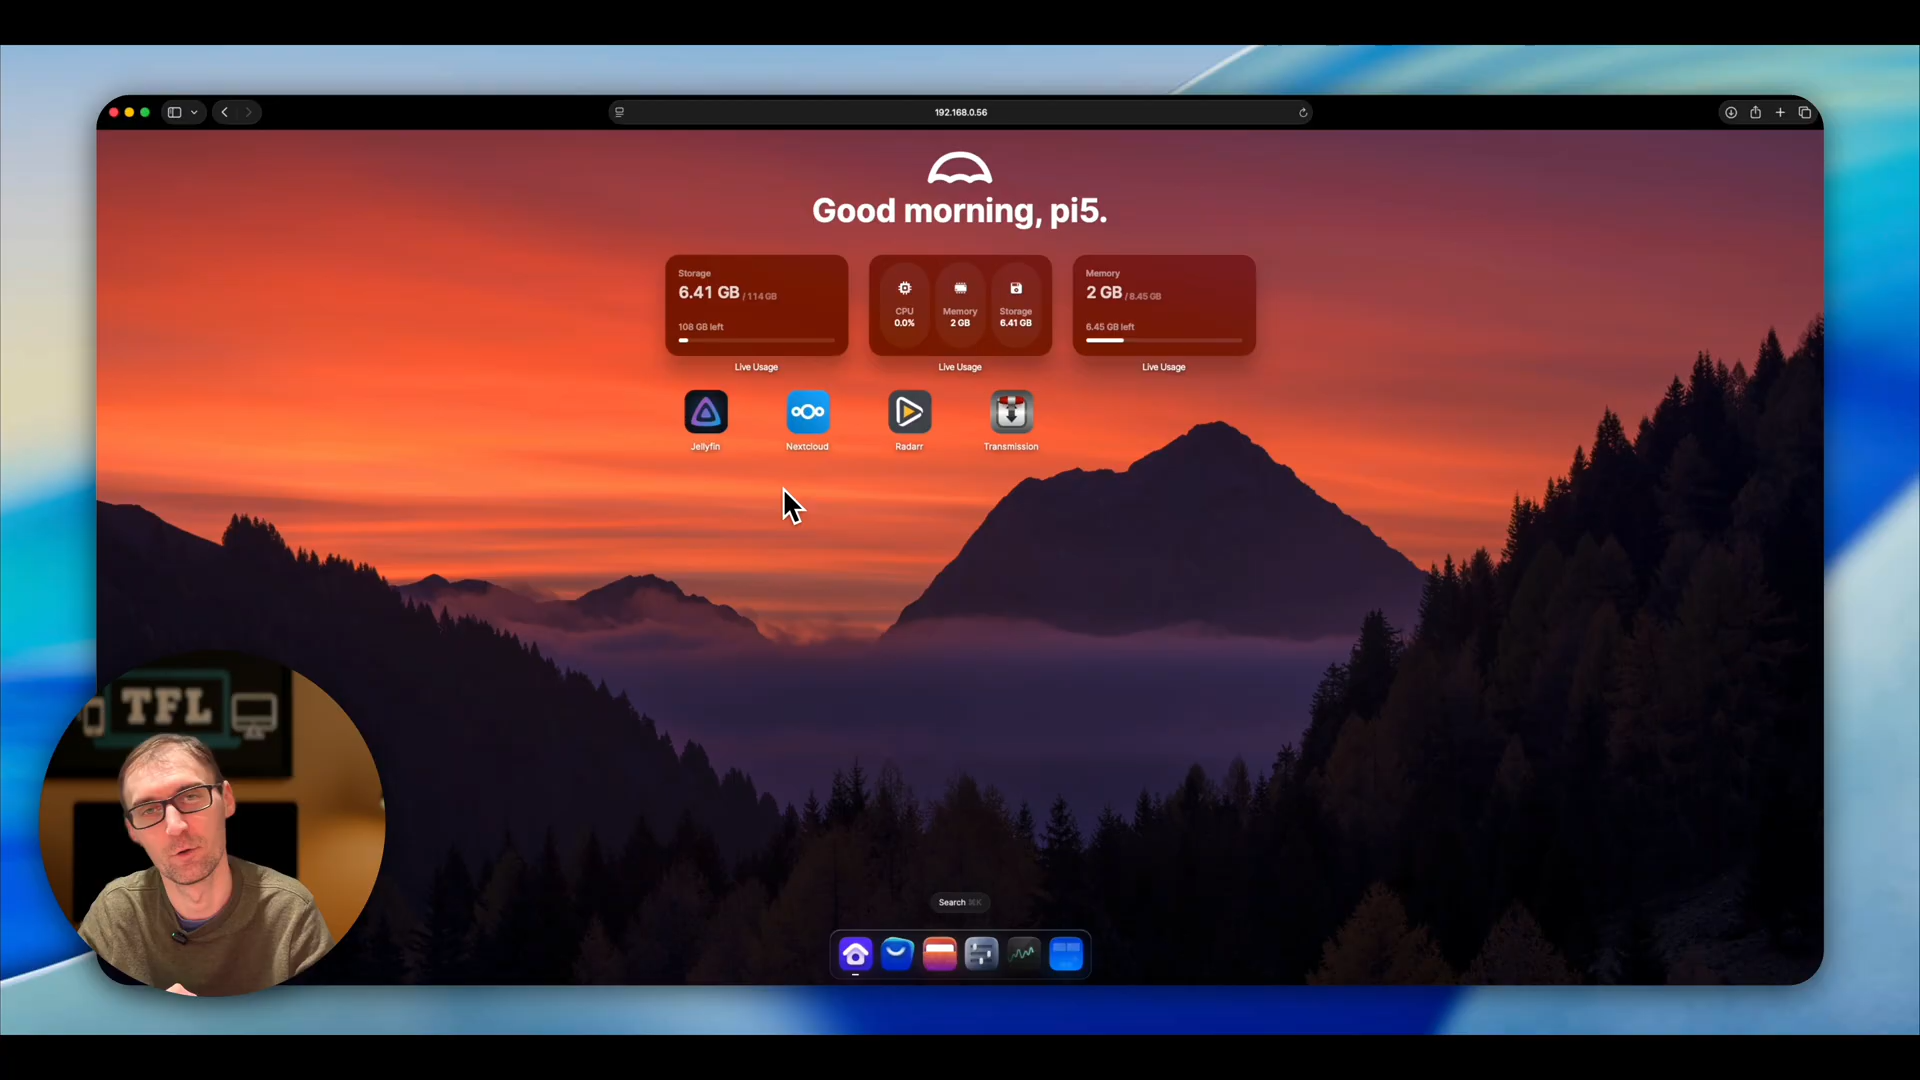 192.168.0.56
Good morning, pi5.
Storage
6.41 GB / 114 GB
108 GB left
Live Usage
CPU
0.0%
Memory
2 GB
Storage
6.41 GB
Live Usage
Memory
2 GB / 8.45 GB
6.45 GB left
Live Usage
Jellyfin
Nextcloud
Radarr
Transmission
TFL
Search ⌘K